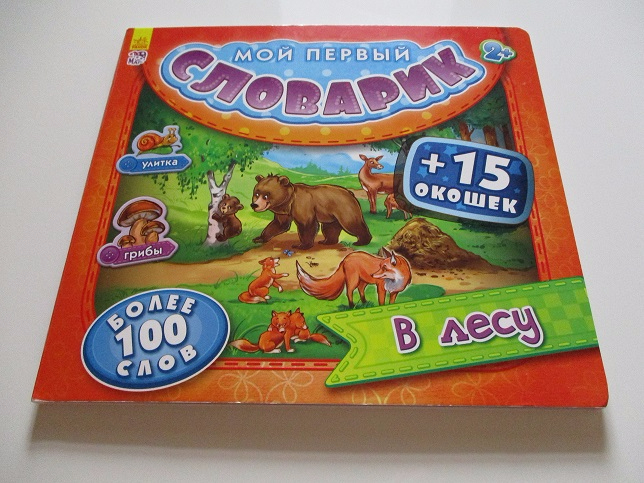 МОЙ ПЕРВЫЙ
СЛОВАРИК
2+
улитка
+15
ОКОШЕК
грибы
БОЛЕЕ
100
СЛОВ
В лесу